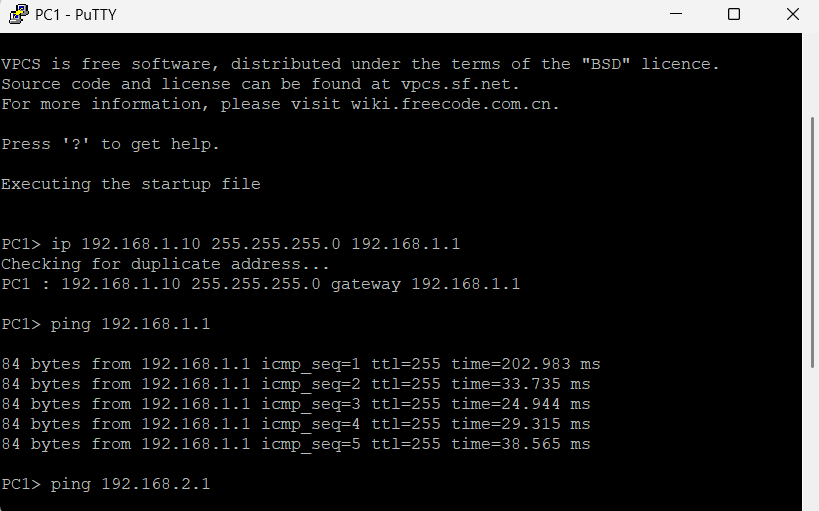 PC1 - PuTTY
VPCS is free software, distributed under the terms of the "BSD" licence.
Source code and license can be found at vpcs.sf.net.
For more information, please visit wiki.freecode.com.cn.
Press '?' to get help.
Executing the startup file
PC1> ip 192.168.1.10 255.255.255.0 192.168.1.1
Checking for duplicate address...
PC1 : 192.168.1.10 255.255.255.0 gateway 192.168.1.1
PC1> ping 192.168.1.1
84 bytes from 192.168.1.1 icmp_seq=1 ttl=255 time=202.983 ms
84 bytes from 192.168.1.1 icmp_seq=2 ttl=255 time=33.735 ms
84 bytes from 192.168.1.1 icmp_seq=3 ttl=255 time=24.944 ms
84 bytes from 192.168.1.1 icmp_seq=4 ttl=255 time=29.315 ms
84 bytes from 192.168.1.1 icmp_seq=5 ttl=255 time=38.565 ms
PC1> ping 192.168.2.1